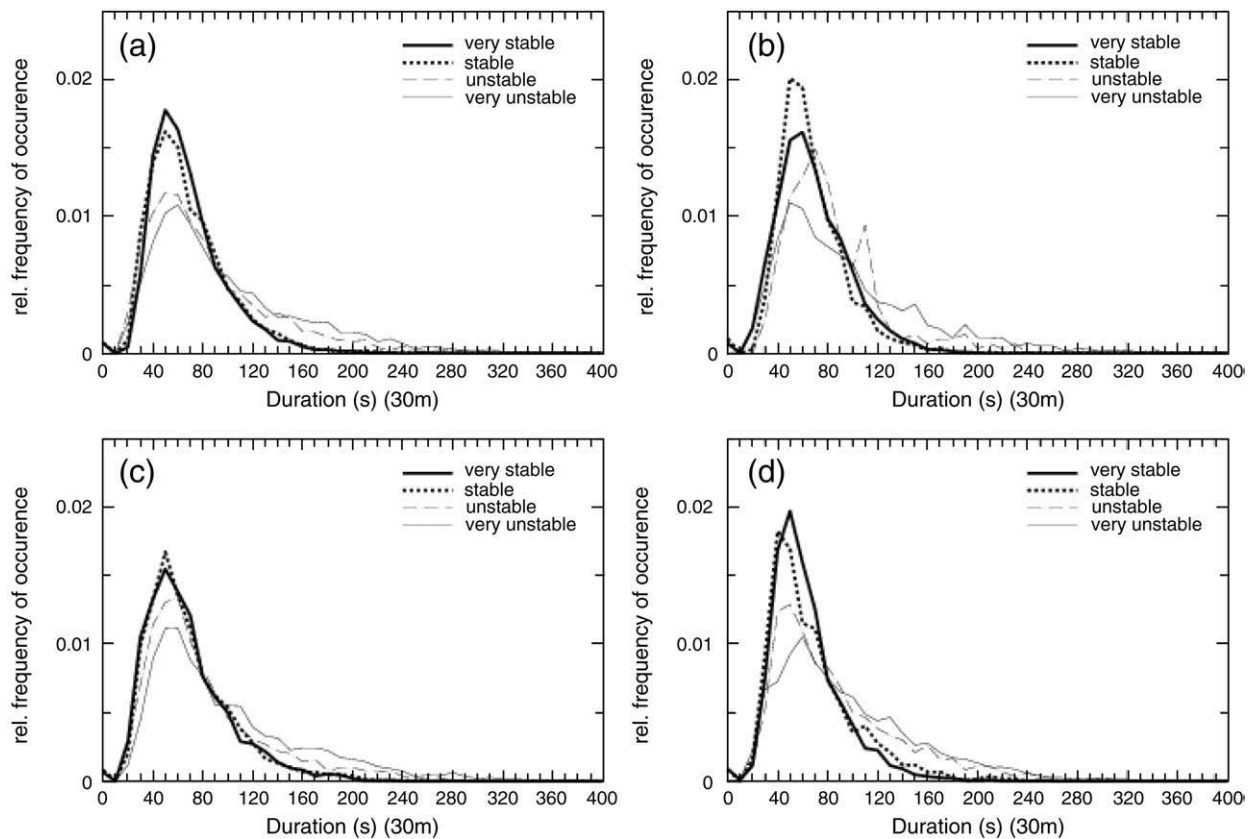 (a)
very stable
stable
unstable
very unstable
rel. frequency of occurence
0.02
0.01
0
0 40 80 120 160 200 240 280 320 360 400
Duration (s) (30m)
(b)
very stable
stable
unstable
very unstable
rel. frequency of occurence
0.02
0.01
0
0 40 80 120 160 200 240 280 320 360 400
Duration (s) (30m)
(c)
very stable
stable
unstable
very unstable
rel. frequency of occurence
0.02
0.01
0
0 40 80 120 160 200 240 280 320 360 400
Duration (s) (30m)
(d)
very stable
stable
unstable
very unstable
rel. frequency of occurence
0.02
0.01
0
0 40 80 120 160 200 240 280 320 360 400
Duration (s) (30m)